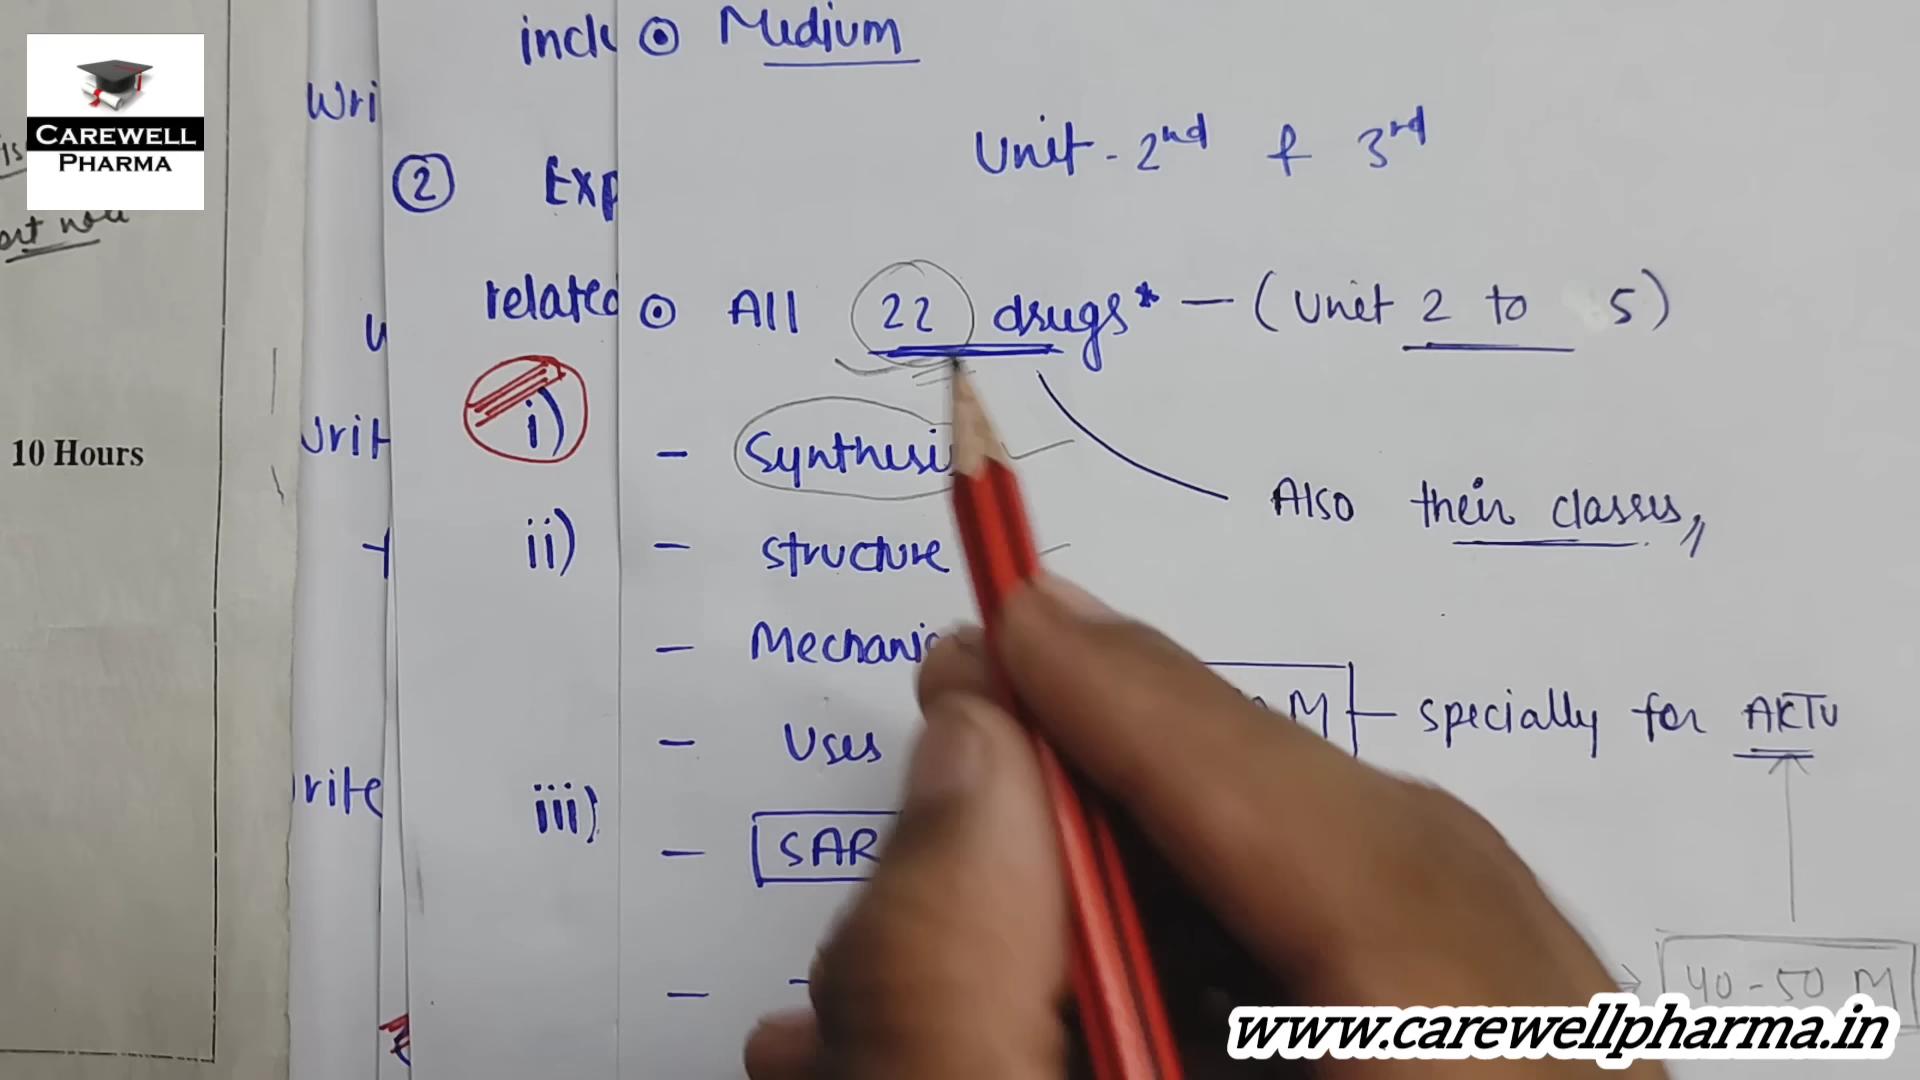 CAREWELL
PHARMA
10 Hours
Wri
②
Exp
related
i)
ii)
iii)
rite
Medium
Unit - 2nd & 3rd
All 22 drugs* — (Unit 2 to 5)
- Synthesis
Also their classes,
- structure
- Mechanis
- Uses
M — specially for AKTU
- SAR
40-50 M
www.carewellpharma.in